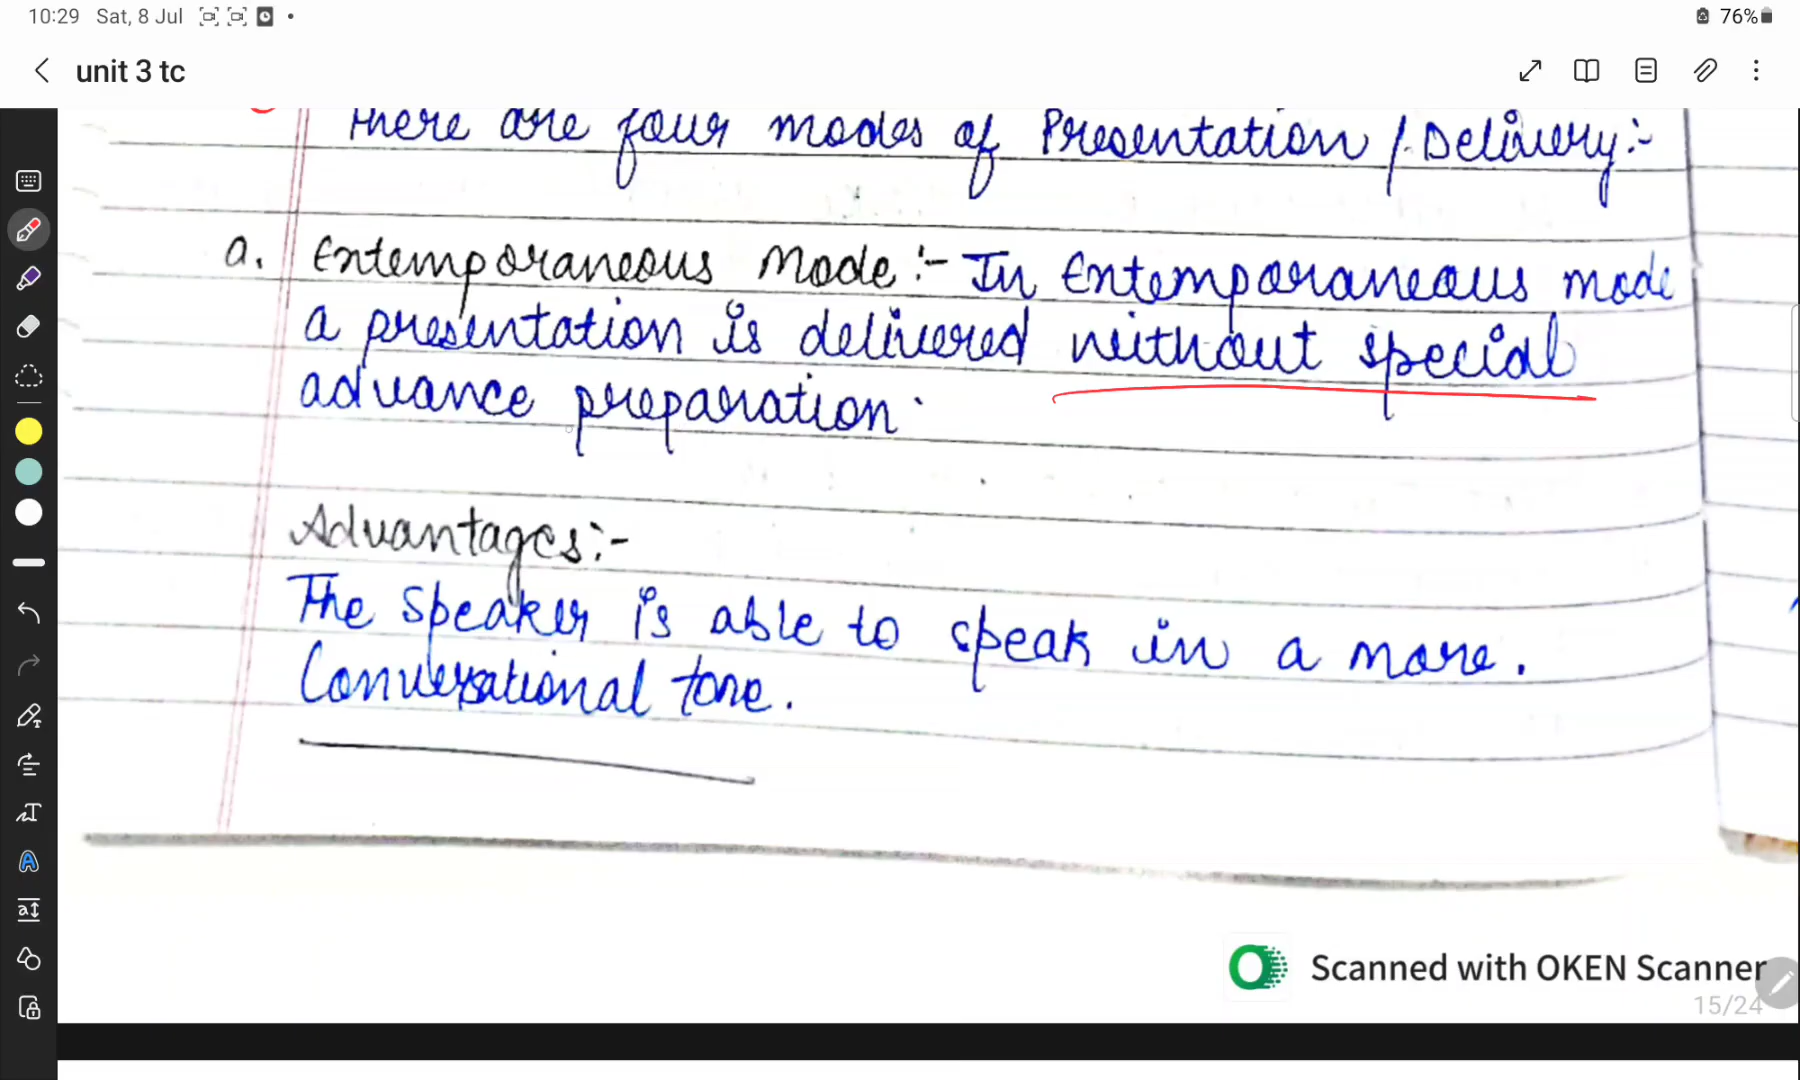 10:29 Sat, 8 Jul
76%
unit 3 tc
There are four modes of Presentation / Delivery:-
a. Extemporaneous Mode:- In Extemporaneous mode
a presentation is delivered without special
advance preparation.
Advantages:-
The Speaker is able to speak in a more.
Conversational tone.
Scanned with OKEN Scanner
15/24